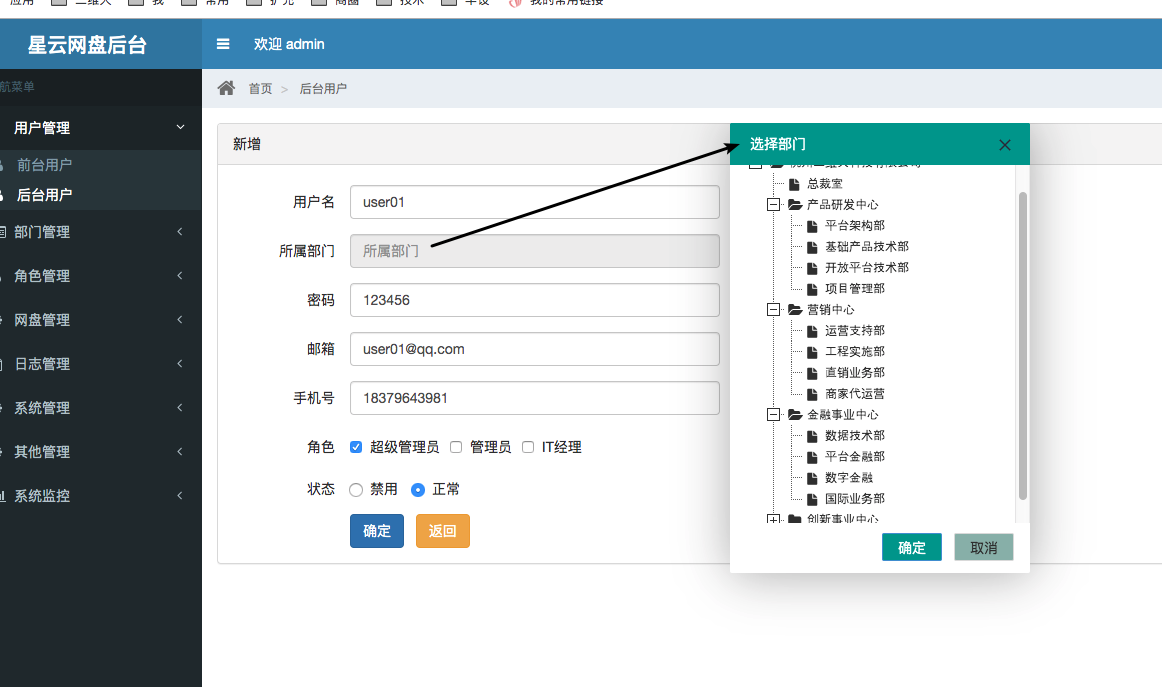 应用 二维火 我 常用 扩充 商圈 技术 毕设 我的常用链接
星云网盘后台
欢迎 admin
航菜单
首页 > 后台用户
用户管理
前台用户
后台用户
部门管理
角色管理
网盘管理
日志管理
系统管理
其他管理
系统监控
新增
用户名 user01
所属部门 所属部门
密码 123456
邮箱 user01@qq.com
手机号 18379643981
角色 超级管理员 管理员 IT经理
状态 禁用 正常
确定 返回
选择部门
总裁室
产品研发中心
平台架构部
基础产品技术部
开放平台技术部
项目管理部
营销中心
运营支持部
工程实施部
直销业务部
商家代运营
金融事业中心
数据技术部
平台金融部
数字金融
国际业务部
创新事业中心
确定 取消